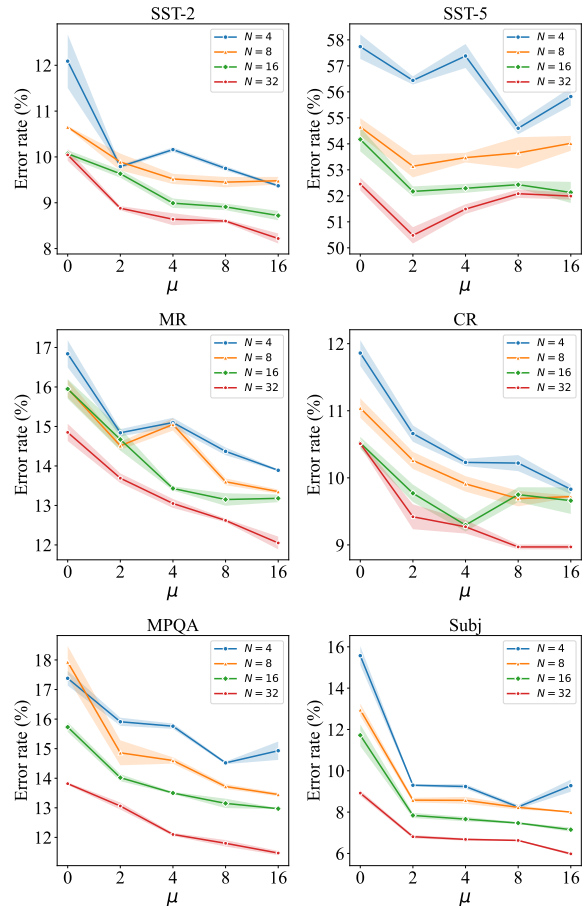 SST-2
Error rate (%)
12
11
10
9
8
0
2
4
8
16
μ
N = 4
N = 8
N = 16
N = 32
SST-5
Error rate (%)
58
57
56
55
54
53
52
51
50
0
2
4
8
16
μ
N = 4
N = 8
N = 16
N = 32
MR
Error rate (%)
17
16
15
14
13
12
0
2
4
8
16
μ
N = 4
N = 8
N = 16
N = 32
CR
Error rate (%)
12
11
10
9
0
2
4
8
16
μ
N = 4
N = 8
N = 16
N = 32
MPQA
Error rate (%)
18
17
16
15
14
13
12
0
2
4
8
16
μ
N = 4
N = 8
N = 16
N = 32
Subj
Error rate (%)
16
14
12
10
8
6
0
2
4
8
16
μ
N = 4
N = 8
N = 16
N = 32